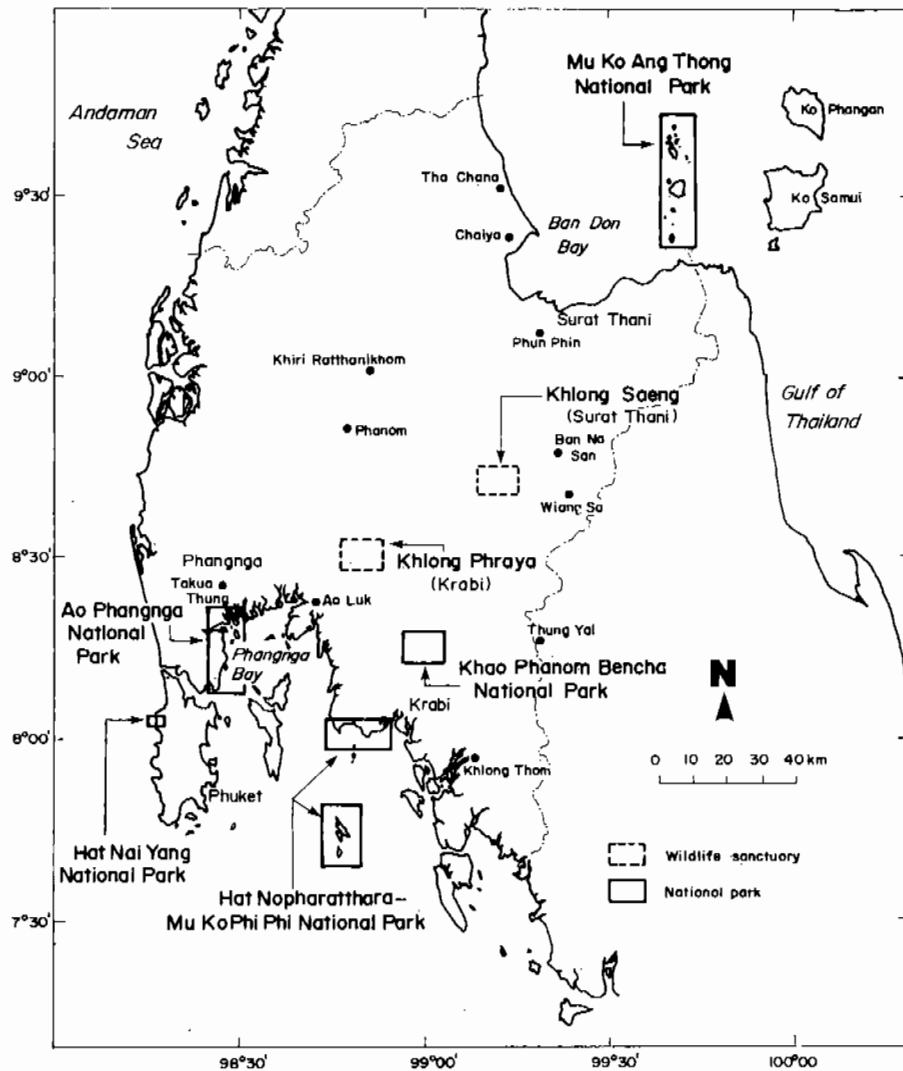 Mu Ko Ang Thong
National Park
Ko Phangan
Andaman
Sea
Tha Chana
9°30'
Ko Samui
Ban Don
Bay
Chaiya
Surat Thani
Phun Phin
Khiri Ratthanikhom
9°00'
Khlong Saeng
(Surat Thani)
Gulf of
Thailand
Phanom
Ban Na
San
Wiang Sa
8°30'
Phangnga
Khlong Phraya
(Krabi)
Takua
Thung
Ao Luk
Ao Phangnga
National
Park
Thung Yai
Phangnga
Bay
Khao Phanom Bencha
National Park
N
Krabi
8°00'
0 10 20 30 40 km
Khlong Thom
Phuket
Hat Nai Yang
National Park
Wildlife sanctuary
National park
Hat Nopharatthara-
Mu Ko Phi Phi National Park
7°30'
98°30'
99°00'
99°30'
100°00'